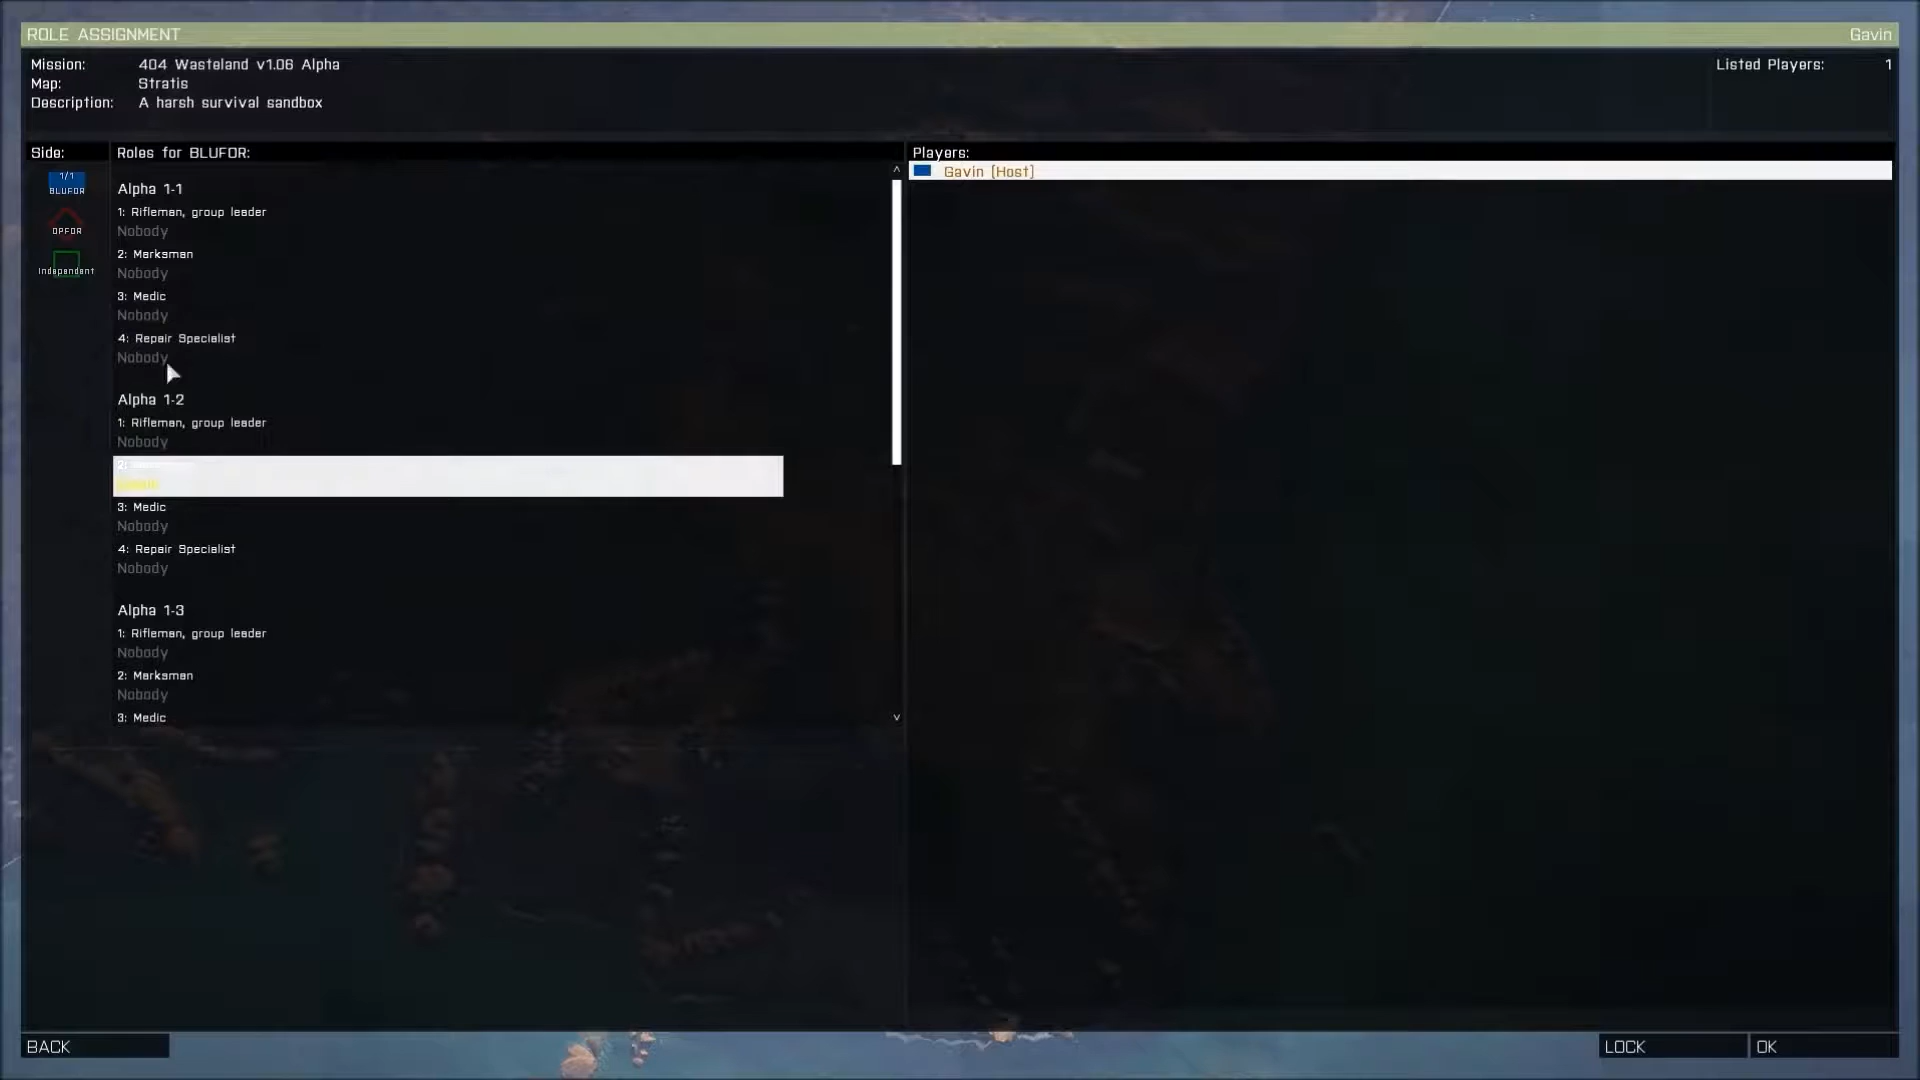 ROLE ASSIGNMENT
Gavin
Mission: 404 Wasteland v1.06 Alpha
Listed Players: 1
Map: Stratis
Description: A harsh survival sandbox
Side:
1/1
BLUFOR
OPFOR
Independent
Roles for BLUFOR:
Alpha 1-1
1: Rifleman, group leader
Nobody
2: Marksman
Nobody
3: Medic
Nobody
4: Repair Specialist
Nobody
Alpha 1-2
1: Rifleman, group leader
Nobody
2:
3: Medic
Nobody
4: Repair Specialist
Nobody
Alpha 1-3
1: Rifleman, group leader
Nobody
2: Marksman
Nobody
3: Medic
Players:
Gavin (Host)
BACK
LOCK
OK